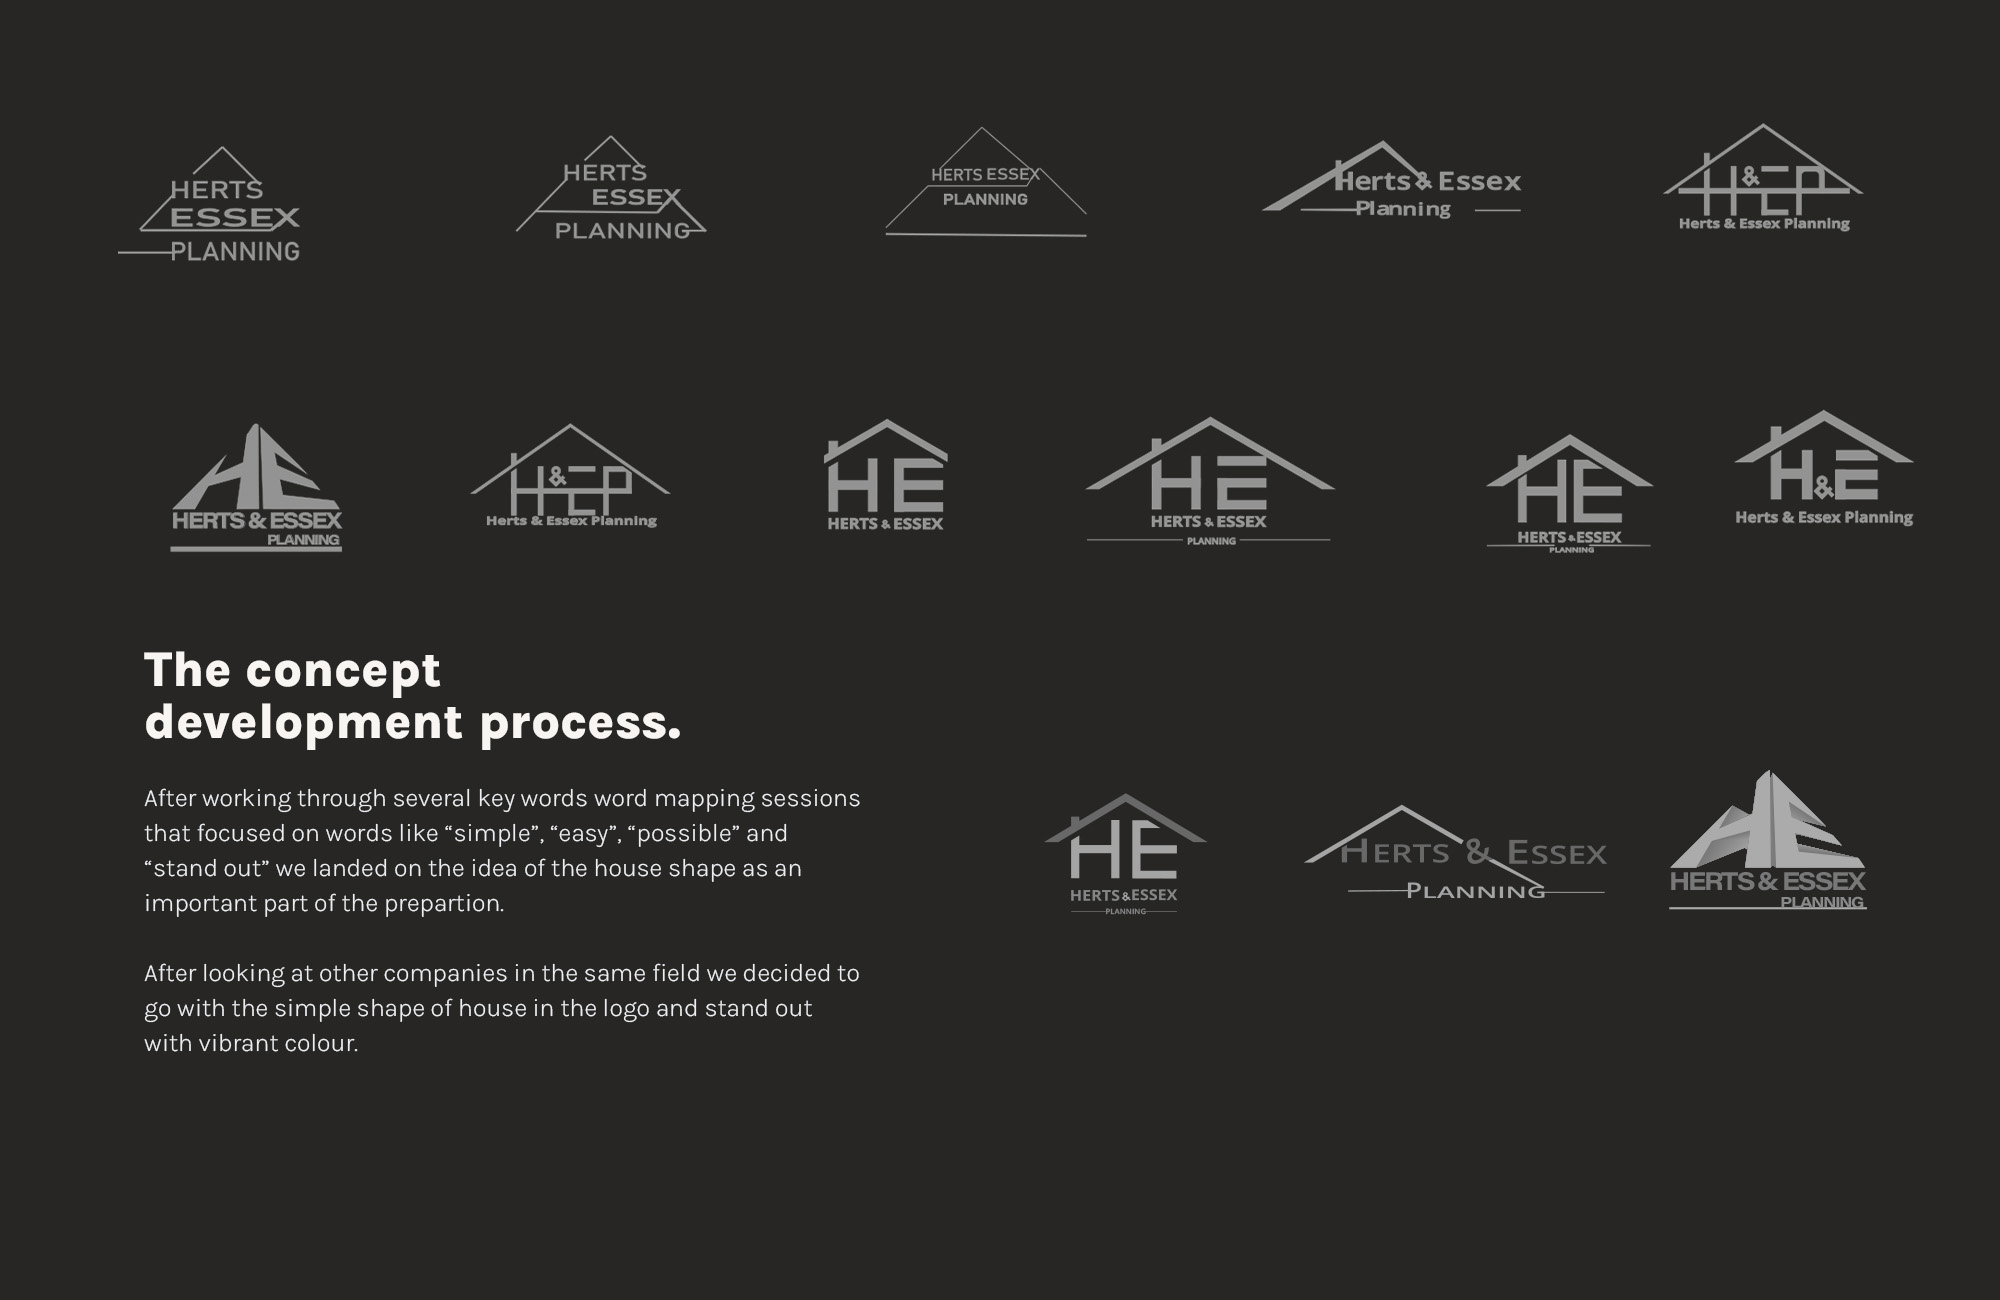 HERTS
ESSEX
PLANNING
HERTS
ESSEX
PLANNING
HERTS ESSEX
PLANNING
Herts & Essex
Planning
H&EP
Herts & Essex Planning
HE
HERTS & ESSEX
PLANNING
H&EP
Herts & Essex Planning
HE
HERTS & ESSEX
HE
HERTS & ESSEX
PLANNING
HE
HERTS & ESSEX
PLANNING
H&E
Herts & Essex Planning
The concept
development process.
After working through several key words word mapping sessions
that focused on words like “simple”, “easy”, “possible” and
“stand out” we landed on the idea of the house shape as an
important part of the prepartion.
After looking at other companies in the same field we decided to
go with the simple shape of house in the logo and stand out
with vibrant colour.
HE
HERTS & ESSEX
PLANNING
HERTS & ESSEX
PLANNING
HE
HERTS & ESSEX
PLANNING